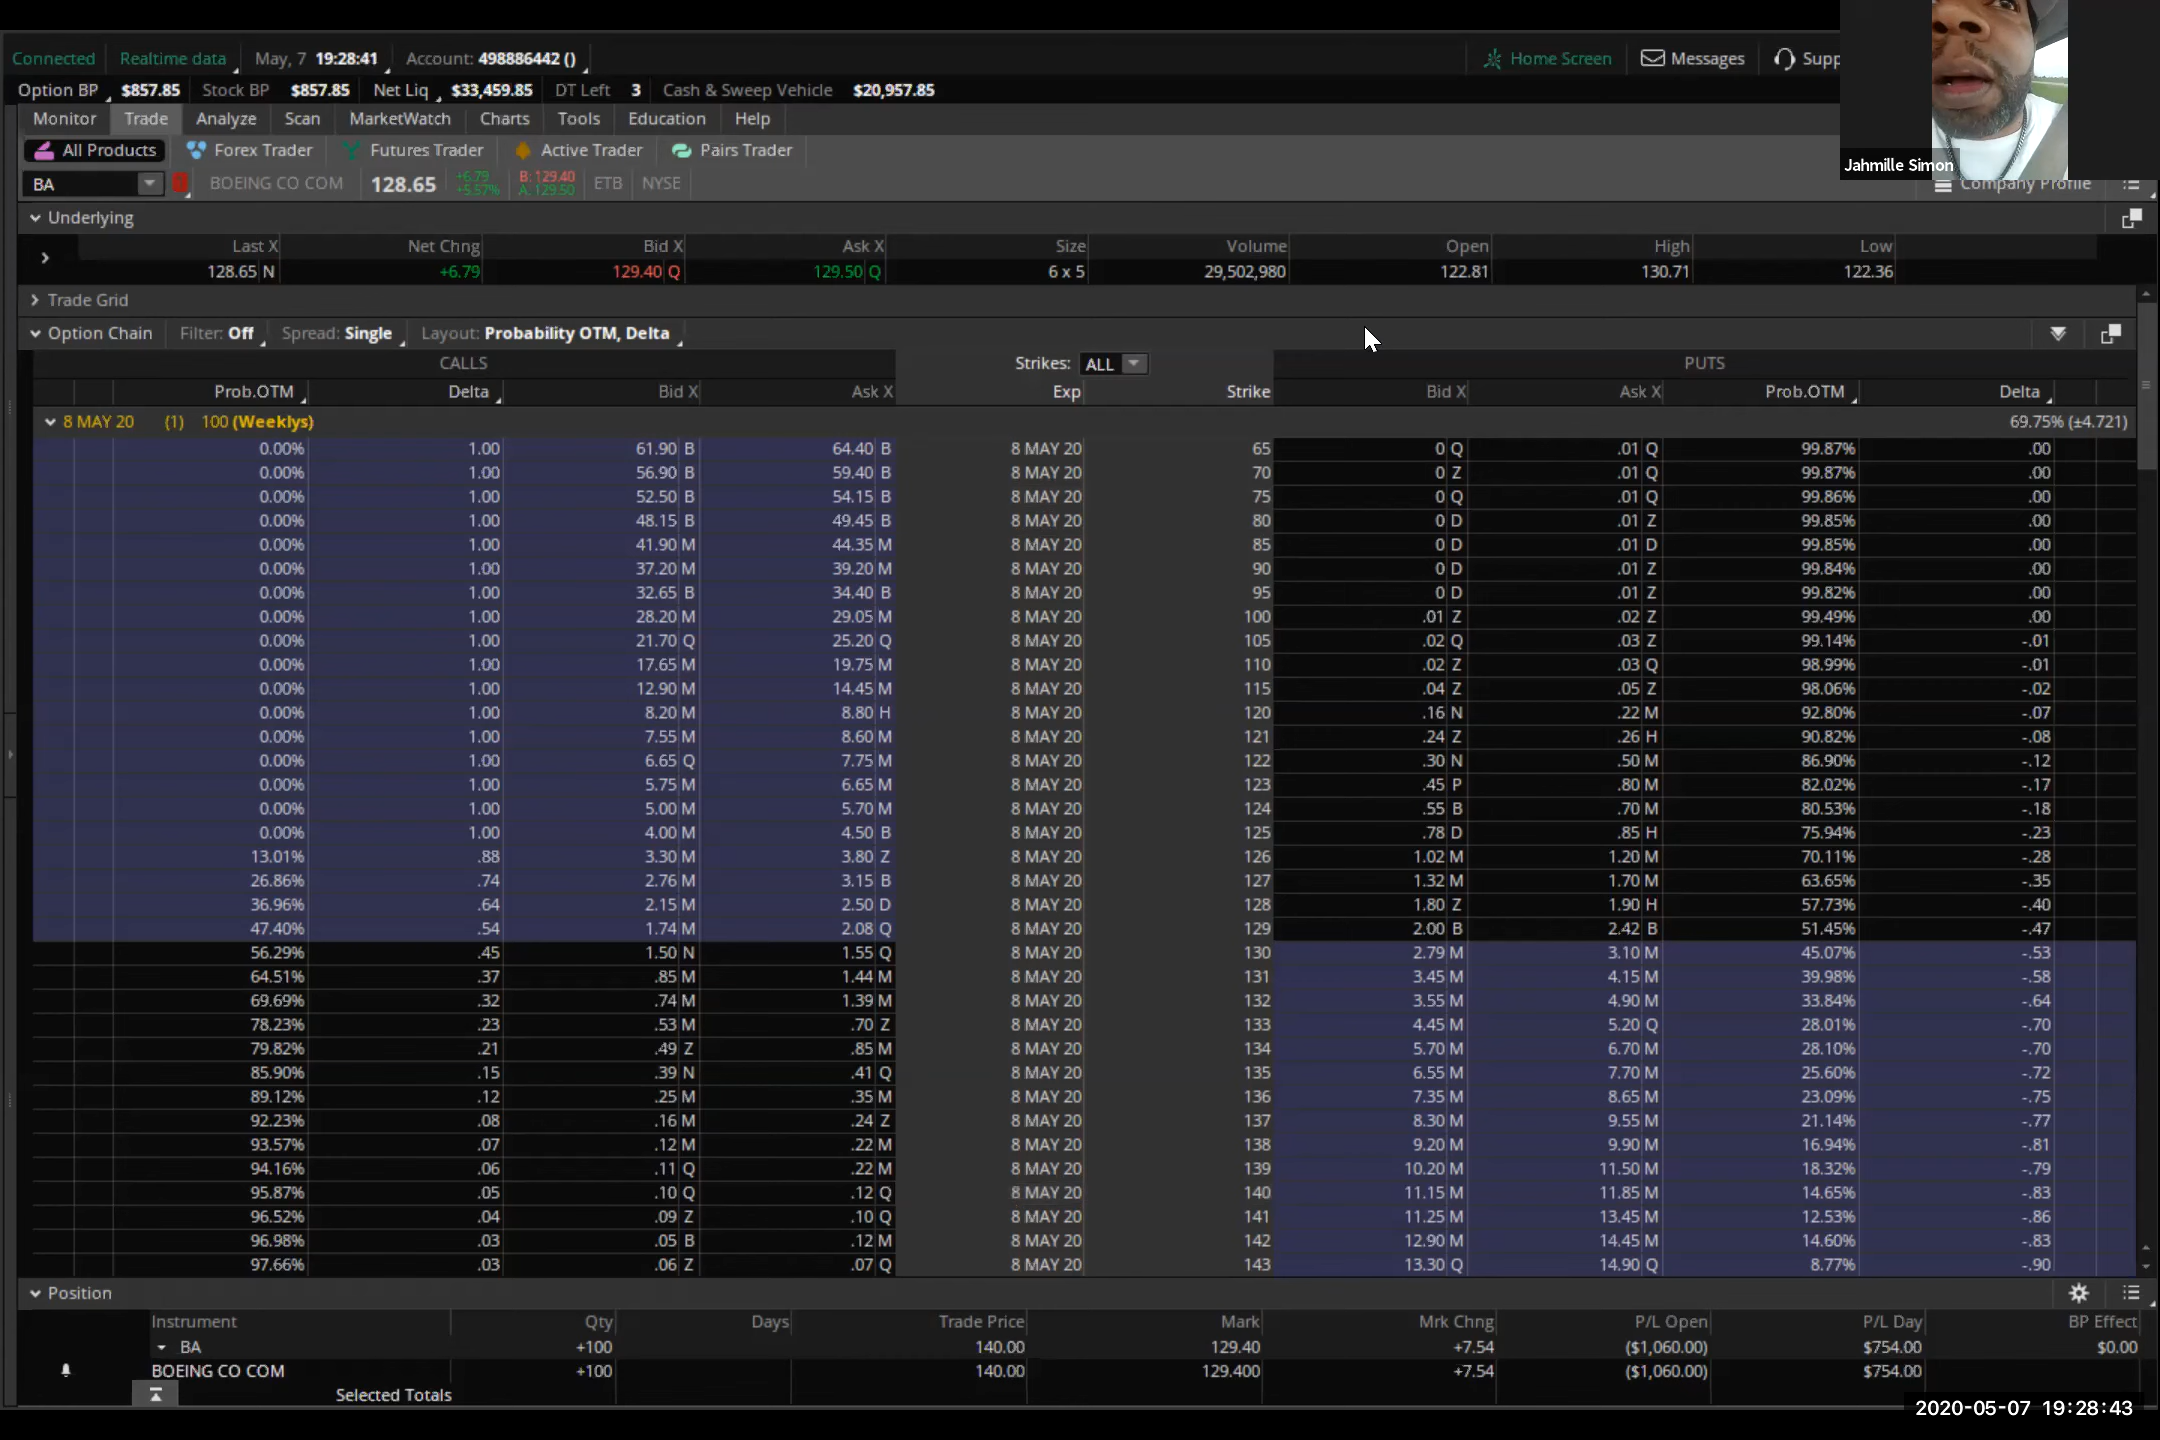 Connected Realtime data May, 7 19:28:41 Account: 498886442 () Home Screen Messages Supp
Option BP $857.85 Stock BP $857.85 Net Liq $33,459.85 DT Left 3 Cash & Sweep Vehicle $20,957.85
Monitor Trade Analyze Scan MarketWatch Charts Tools Education Help
All Products Forex Trader Futures Trader Active Trader Pairs Trader
Jahmille Simon
BA BOEING CO COM 128.65 +6.79 +5.57% B: 129.40 A: 129.50 ETB NYSE Company Profile
Underlying
Last X Net Chng Bid X Ask X Size Volume Open High Low
128.65 N +6.79 129.40 Q 129.50 Q 6 x 5 29,502,980 122.81 130.71 122.36
Trade Grid
Option Chain Filter: Off Spread: Single Layout: Probability OTM, Delta
CALLS Strikes: ALL PUTS
Prob.OTM Delta Bid X Ask X Exp Strike Bid X Ask X Prob.OTM Delta
8 MAY 20 (1) 100 (Weeklys) 69.75% (±4.721)
0.00% 1.00 61.90 B 64.40 B 8 MAY 20 65 0 Q .01 Q 99.87% .00
0.00% 1.00 56.90 B 59.40 B 8 MAY 20 70 0 Z .01 Q 99.87% .00
0.00% 1.00 52.50 B 54.15 B 8 MAY 20 75 0 Q .01 Q 99.86% .00
0.00% 1.00 48.15 B 49.45 B 8 MAY 20 80 0 D .01 Z 99.85% .00
0.00% 1.00 41.90 M 44.35 M 8 MAY 20 85 0 D .01 D 99.85% .00
0.00% 1.00 37.20 M 39.20 M 8 MAY 20 90 0 D .01 Z 99.84% .00
0.00% 1.00 32.65 B 34.40 B 8 MAY 20 95 0 D .01 Z 99.82% .00
0.00% 1.00 28.20 M 29.05 M 8 MAY 20 100 .01 Z .02 Z 99.49% .00
0.00% 1.00 21.70 Q 25.20 Q 8 MAY 20 105 .02 Q .03 Z 99.14% -.01
0.00% 1.00 17.65 M 19.75 M 8 MAY 20 110 .02 Z .03 Q 98.99% -.01
0.00% 1.00 12.90 M 14.45 M 8 MAY 20 115 .04 Z .05 Z 98.06% -.02
0.00% 1.00 8.20 M 8.80 H 8 MAY 20 120 .16 N .22 M 92.80% -.07
0.00% 1.00 7.55 M 8.60 M 8 MAY 20 121 .24 Z .26 H 90.82% -.08
0.00% 1.00 6.65 Q 7.75 M 8 MAY 20 122 .30 N .50 M 86.90% -.12
0.00% 1.00 5.75 M 6.65 M 8 MAY 20 123 .45 P .80 M 82.02% -.17
0.00% 1.00 5.00 M 5.70 M 8 MAY 20 124 .55 B .70 M 80.53% -.18
0.00% 1.00 4.00 M 4.50 B 8 MAY 20 125 .78 D .85 H 75.94% -.23
13.01% .88 3.30 M 3.80 Z 8 MAY 20 126 1.02 M 1.20 M 70.11% -.28
26.86% .74 2.76 M 3.15 B 8 MAY 20 127 1.32 M 1.70 M 63.65% -.35
36.96% .64 2.15 M 2.50 D 8 MAY 20 128 1.80 Z 1.90 H 57.73% -.40
47.40% .54 1.74 M 2.08 Q 8 MAY 20 129 2.00 B 2.42 B 51.45% -.47
56.29% .45 1.50 N 1.55 Q 8 MAY 20 130 2.79 M 3.10 M 45.07% -.53
64.51% .37 .85 M 1.44 M 8 MAY 20 131 3.45 M 4.15 M 39.98% -.58
69.69% .32 .74 M 1.39 M 8 MAY 20 132 3.55 M 4.90 M 33.84% -.64
78.23% .23 .53 M .70 Z 8 MAY 20 133 4.45 M 5.20 Q 28.01% -.70
79.82% .21 .49 Z .85 M 8 MAY 20 134 5.70 M 6.70 M 28.10% -.70
85.90% .15 .39 N .41 Q 8 MAY 20 135 6.55 M 7.70 M 25.60% -.72
89.12% .12 .25 M .35 M 8 MAY 20 136 7.35 M 8.65 M 23.09% -.75
92.23% .08 .16 M .24 Z 8 MAY 20 137 8.30 M 9.55 M 21.14% -.77
93.57% .07 .12 M .22 M 8 MAY 20 138 9.20 M 9.90 M 16.94% -.81
94.16% .06 .11 Q .22 M 8 MAY 20 139 10.20 M 11.50 M 18.32% -.79
95.87% .05 .10 Q .12 Q 8 MAY 20 140 11.15 M 11.85 M 14.65% -.83
96.52% .04 .09 Z .10 Q 8 MAY 20 141 11.25 M 13.45 M 12.53% -.86
96.98% .03 .05 B .12 M 8 MAY 20 142 12.90 M 14.45 M 14.60% -.83
97.66% .03 .06 Z .07 Q 8 MAY 20 143 13.30 Q 14.90 Q 8.77% -.90
Position
Instrument Qty Days Trade Price Mark Mrk Chng P/L Open P/L Day BP Effect
BA +100 140.00 129.40 +7.54 ($1,060.00) $754.00 $0.00
BOEING CO COM +100 140.00 129.400 +7.54 ($1,060.00) $754.00
Selected Totals
2020-05-07 19:28:43